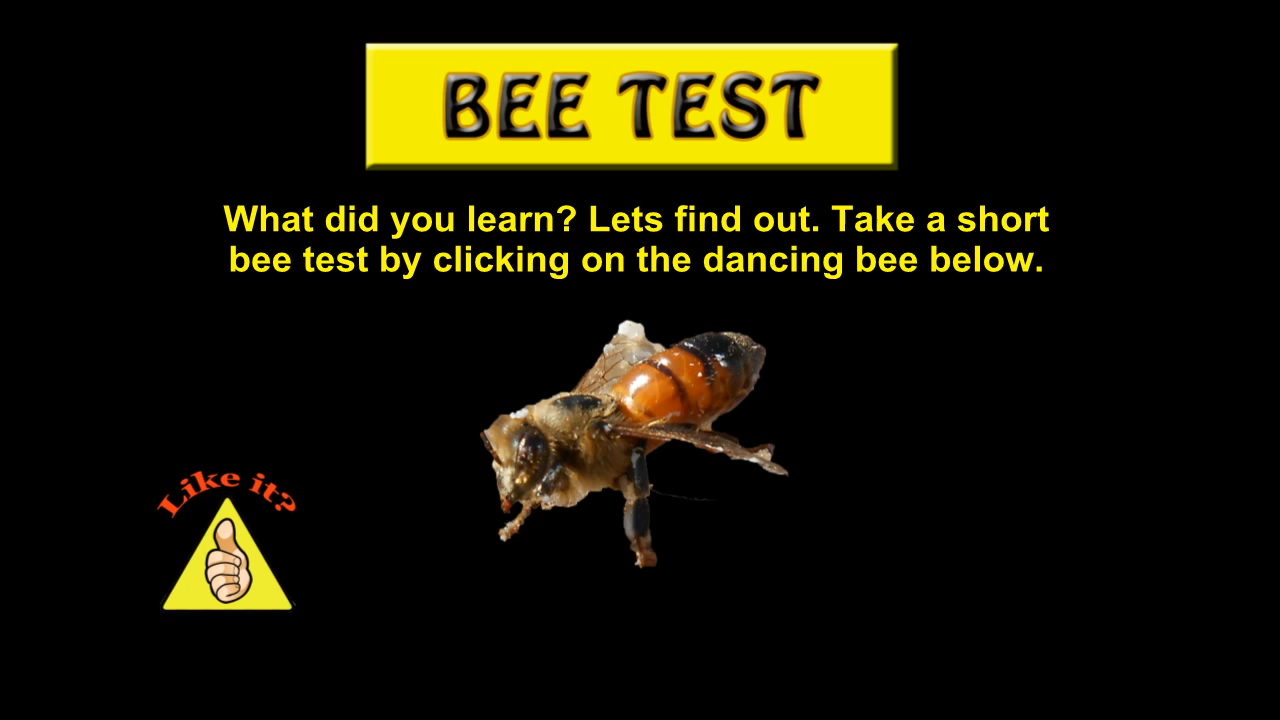 BEE TEST
What did you learn? Lets find out. Take a short
bee test by clicking on the dancing bee below.
Like it?